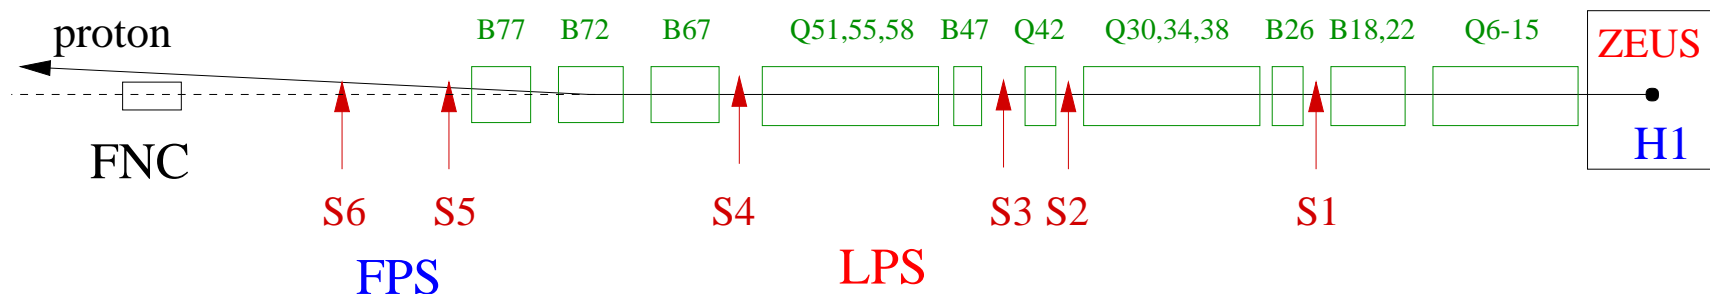 proton
B77 B72 B67 Q51,55,58 B47 Q42 Q30,34,38 B26 B18,22 Q6-15
ZEUS
H1
FNC
S6 S5 S4 S3 S2 S1
FPS
LPS